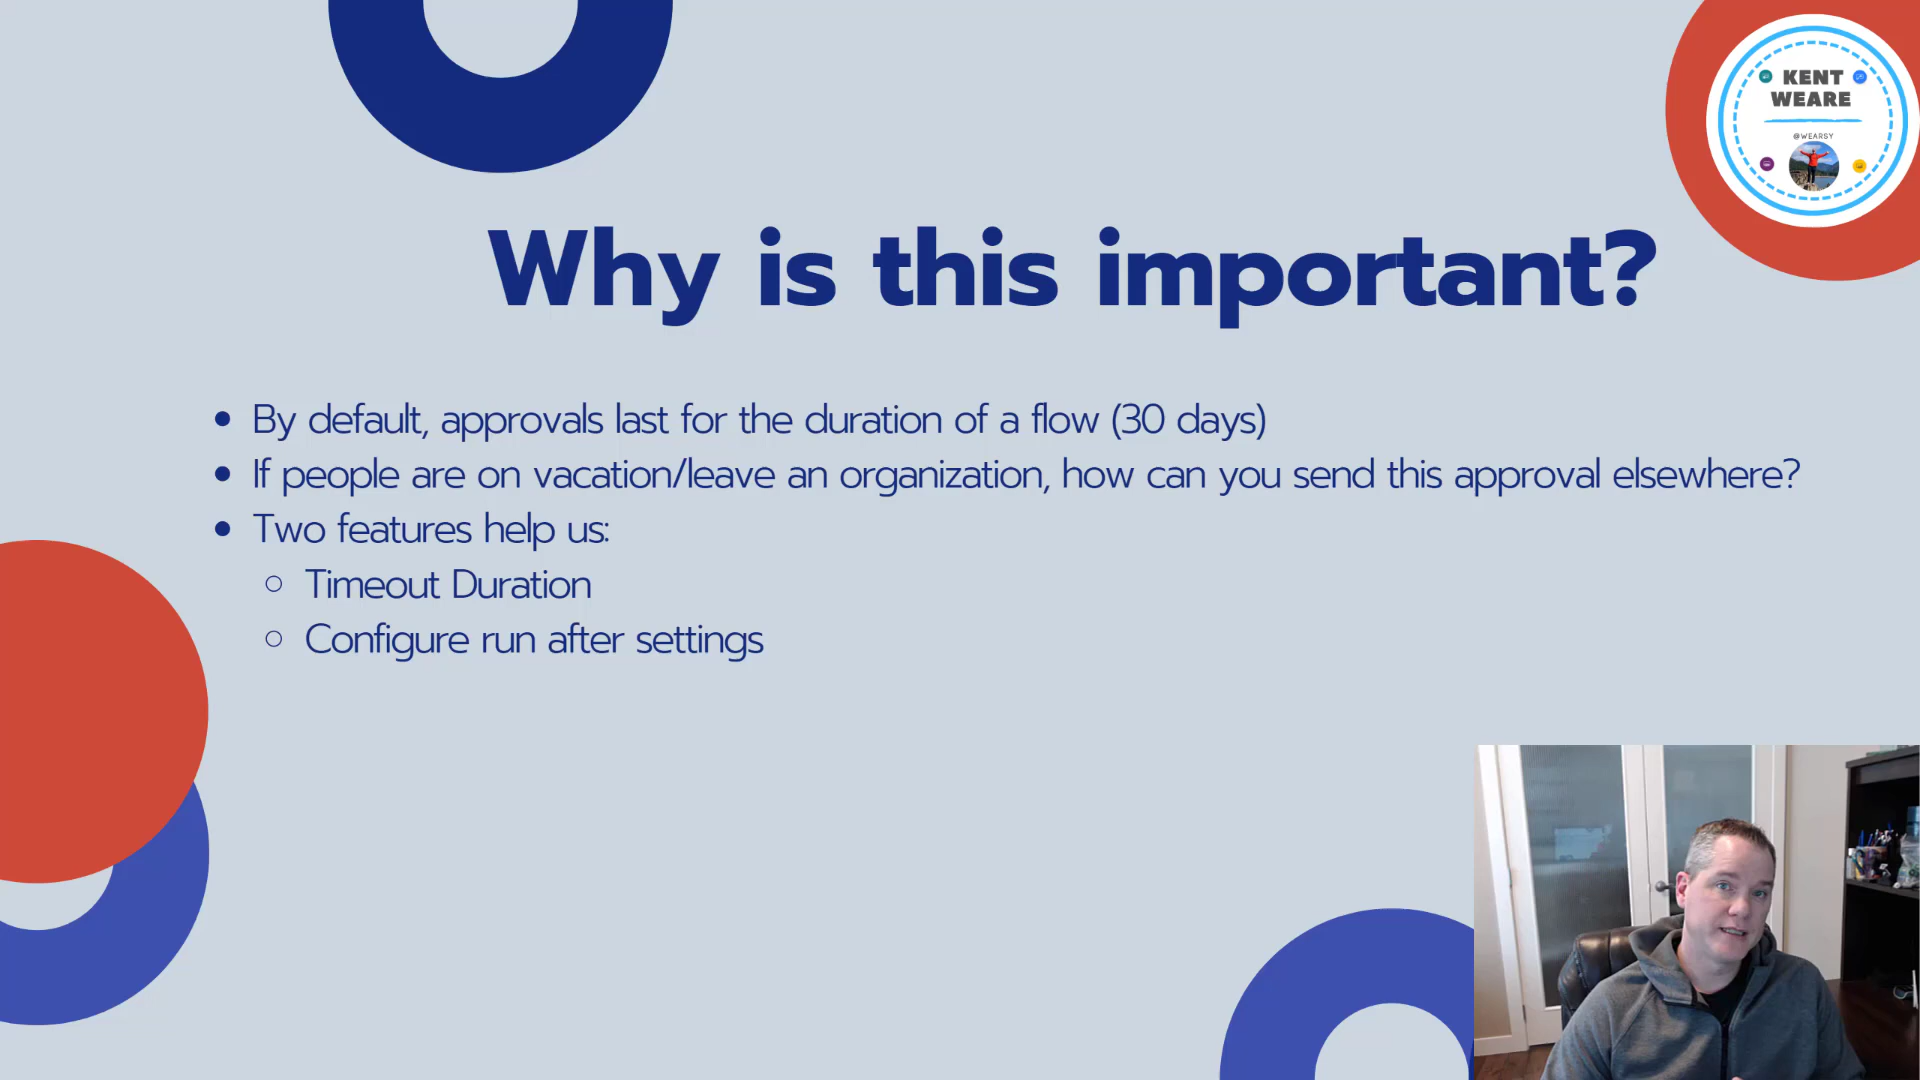 KENT
WEARE
@WEARSY
Why is this important?
By default, approvals last for the duration of a flow (30 days)
If people are on vacation/leave an organization, how can you send this approval elsewhere?
Two features help us:
Timeout Duration
Configure run after settings